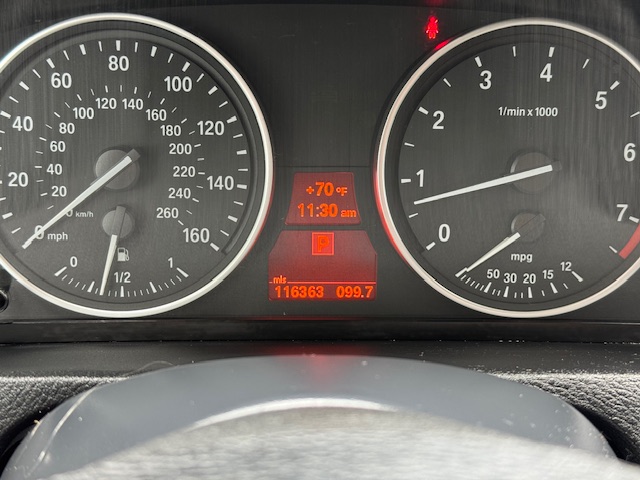 0 20 40 60 80 100 120 140 160
mph
0 20 40 60 80 100 120 140 160 180 200 220 240 260
km/h
0 1/2 1
+70 °F
11:30 am
P
mls
116363 099.7
0 1 2 3 4 5 6 7
1/min x 1000
mpg
50 30 20 15 12